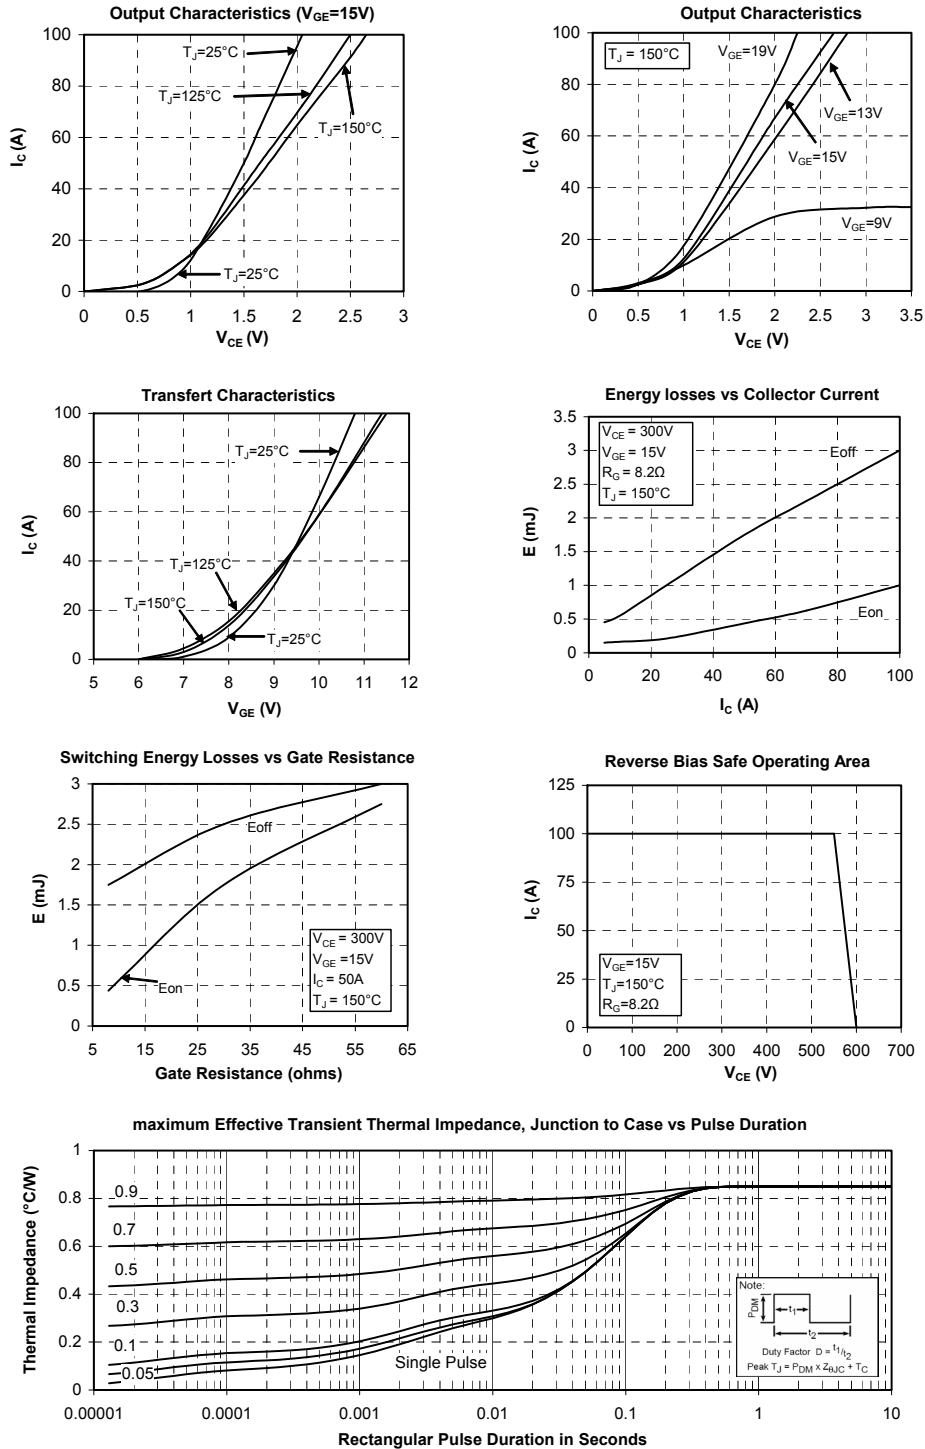 Output Characteristics (VGE=15V)
100
80
60
40
20
0
IC (A)
TJ=25°C
TJ=125°C
TJ=150°C
TJ=25°C
0 0.5 1 1.5 2 2.5 3
VCE (V)
Output Characteristics
100
80
60
40
20
0
IC (A)
TJ = 150°C
VGE=19V
VGE=13V
VGE=15V
VGE=9V
0 0.5 1 1.5 2 2.5 3 3.5
VCE (V)
Transfert Characteristics
100
80
60
40
20
0
IC (A)
TJ=25°C
TJ=125°C
TJ=150°C
TJ=25°C
5 6 7 8 9 10 11 12
VGE (V)
Energy losses vs Collector Current
3.5
3
2.5
2
1.5
1
0.5
0
E (mJ)
VCE = 300V
VGE = 15V
RG = 8.2Ω
TJ = 150°C
Eoff
Eon
0 20 40 60 80 100
IC (A)
Switching Energy Losses vs Gate Resistance
3
2.5
2
1.5
1
0.5
0
E (mJ)
Eoff
Eon
VCE = 300V
VGE =15V
IC = 50A
TJ = 150°C
5 15 25 35 45 55 65
Gate Resistance (ohms)
Reverse Bias Safe Operating Area
125
100
75
50
25
0
IC (A)
VGE=15V
TJ=150°C
RG=8.2Ω
0 100 200 300 400 500 600 700
VCE (V)
maximum Effective Transient Thermal Impedance, Junction to Case vs Pulse Duration
1
0.8
0.6
0.4
0.2
0
Thermal Impedance (°C/W)
0.9
0.7
0.5
0.3
0.1
0.05
Single Pulse
Note:
PDM
t1
t2
Duty Factor D = t1/t2
Peak TJ = PDM x ZθJC + TC
0.00001 0.0001 0.001 0.01 0.1 1 10
Rectangular Pulse Duration in Seconds